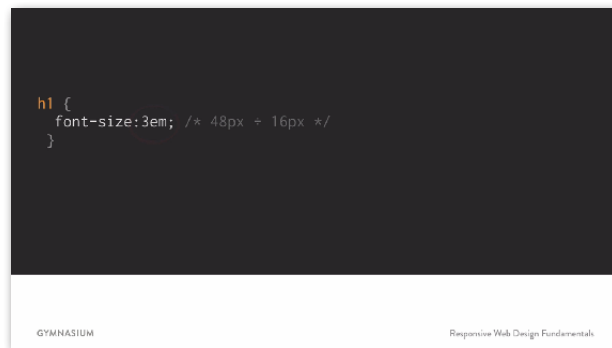 h1 {
font-size:3em; /* 48px ÷ 16px */
}
GYMNASIUM
Responsive Web Design Fundamentals